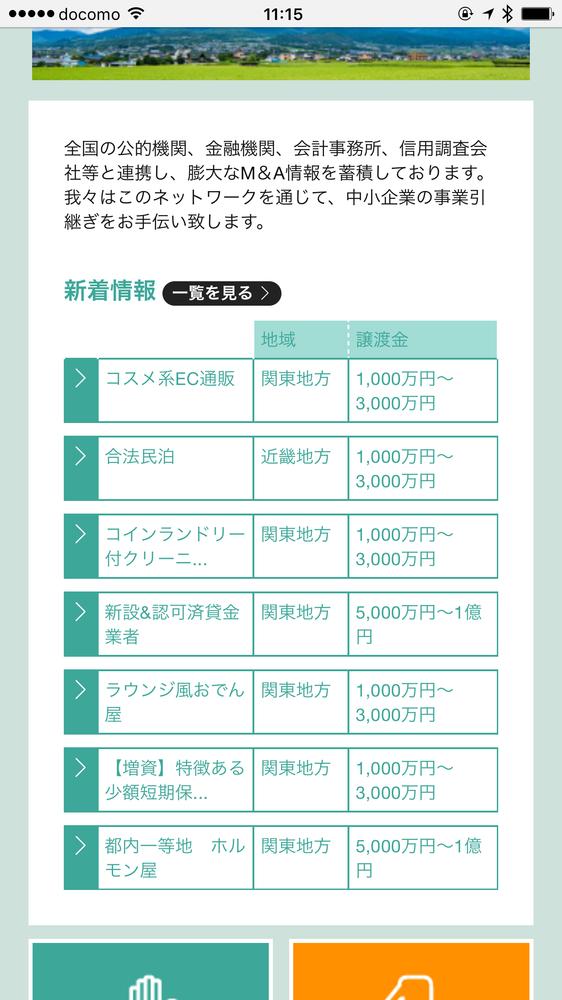 docomo 11:15
全国の公的機関、金融機関、会計事務所、信用調査会
社等と連携し、膨大なM&A情報を蓄積しております。
我々はこのネットワークを通じて、中小企業の事業引
継ぎをお手伝い致します。
新着情報 一覧を見る
地域 譲渡金
コスメ系EC通販 関東地方 1,000万円〜
3,000万円
合法民泊 近畿地方 1,000万円〜
3,000万円
コインランドリー 関東地方 1,000万円〜
付クリーニ... 3,000万円
新設&認可済貸金 関東地方 5,000万円〜1億
業者 円
ラウンジ風おでん 関東地方 1,000万円〜
屋 3,000万円
【増資】特徴ある 関東地方 1,000万円〜
少額短期保... 3,000万円
都内一等地　ホル 関東地方 5,000万円〜1億
モン屋 円